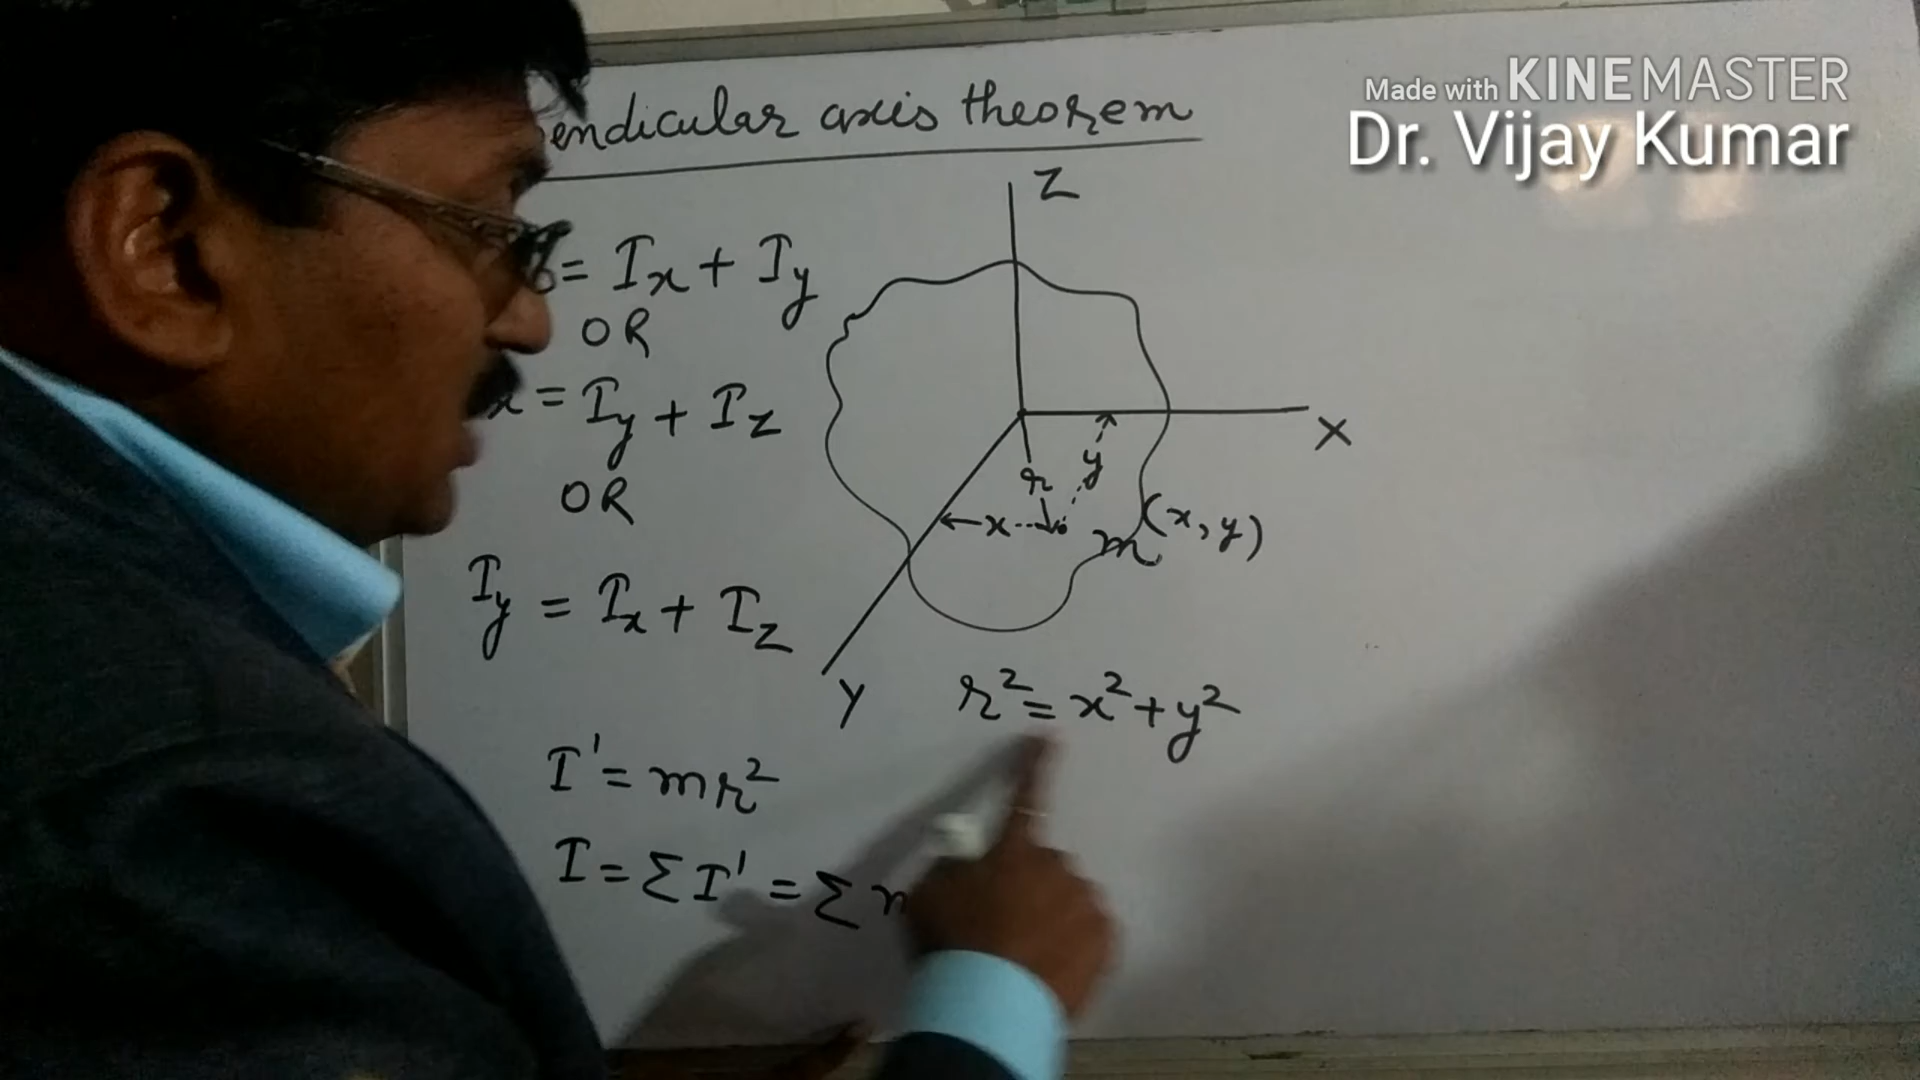 Made with KINEMASTER
Dr. Vijay Kumar
endicular axis theorem
= Ix + Iy
OR
x = Iy + Iz
OR
Iy = Ix + Iz
Z
X
Y
r
y
x
m
(x, y)
r² = x² + y²
I' = mr²
I = ΣI' = Σ